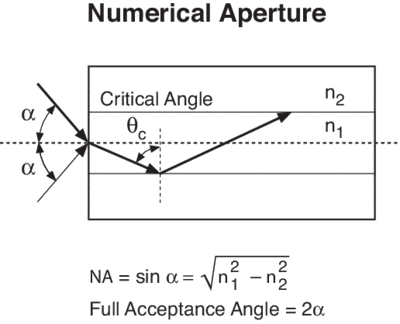 Numerical Aperture
Critical Angle
n₂
α
θc
n₁
α
NA = sin α = √n₁² − n₂²
Full Acceptance Angle = 2α